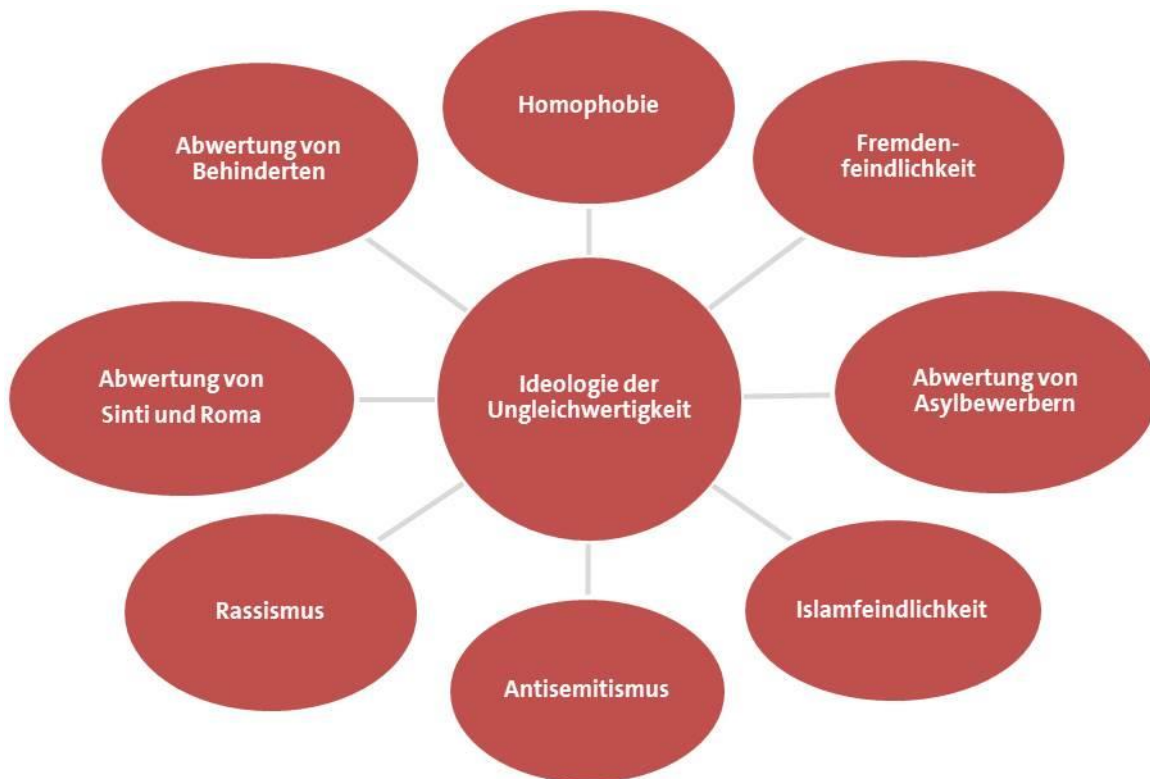 Homophobie
Fremden-
feindlichkeit
Abwertung von
Asylbewerbern
Islamfeindlichkeit
Antisemitismus
Rassismus
Abwertung von
Sinti und Roma
Abwertung von
Behinderten
Ideologie der
Ungleichwertigkeit